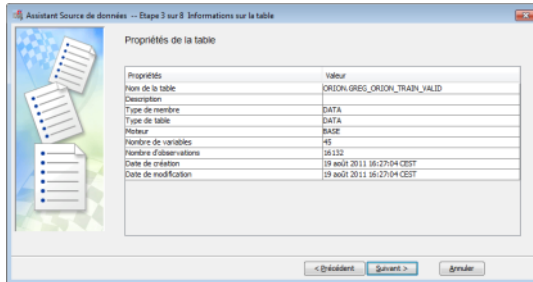 Assistant Source de données -- Etape 3 sur 8 Informations sur la table
Propriétés de la table
Propriétés Valeur
Nom de la table ORION.GREG_ORION_TRAIN_VALID
Description
Type de membre DATA
Type de table DATA
Moteur BASE
Nombre de variables 45
Nombre d'observations 16132
Date de création 19 août 2011 16:27:04 CEST
Date de modification 19 août 2011 16:27:04 CEST
< Précédent Suivant > Annuler